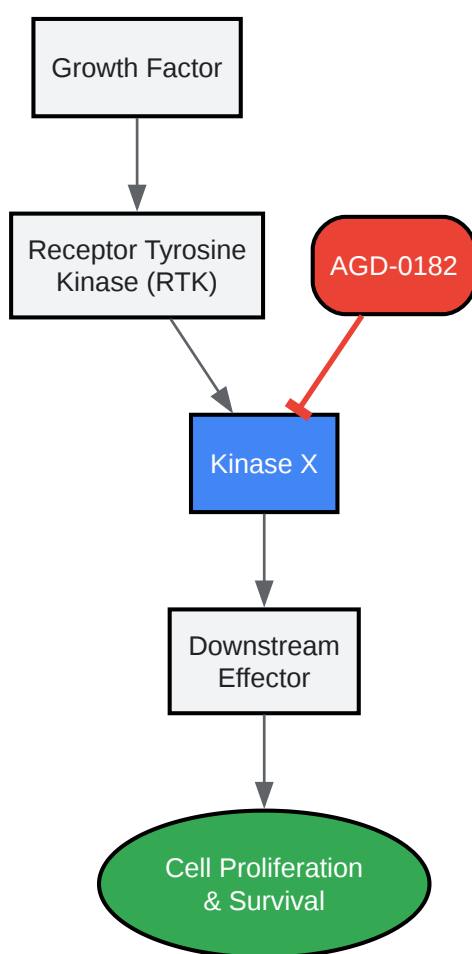 Growth Factor
Receptor Tyrosine
Kinase (RTK)
AGD-0182
Kinase X
Downstream
Effector
Cell Proliferation
& Survival